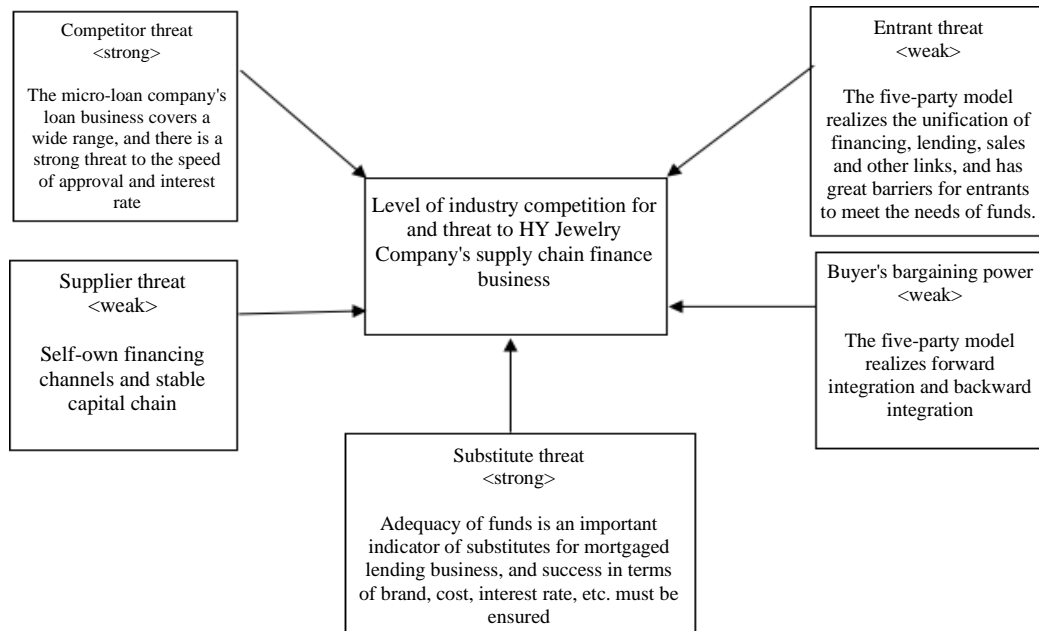 Competitor threat
<strong>
The micro-loan company's
loan business covers a
wide range, and there is a
strong threat to the speed
of approval and interest
rate
Entrant threat
<weak>
The five-party model
realizes the unification of
financing, lending, sales
and other links, and has
great barriers for entrants
to meet the needs of funds.
Level of industry competition for
and threat to HY Jewelry
Company's supply chain finance
business
Supplier threat
<weak>
Self-own financing
channels and stable
capital chain
Buyer's bargaining power
<weak>
The five-party model
realizes forward
integration and backward
integration
Substitute threat
<strong>
Adequacy of funds is an important
indicator of substitutes for mortgaged
lending business, and success in terms
of brand, cost, interest rate, etc. must be
ensured